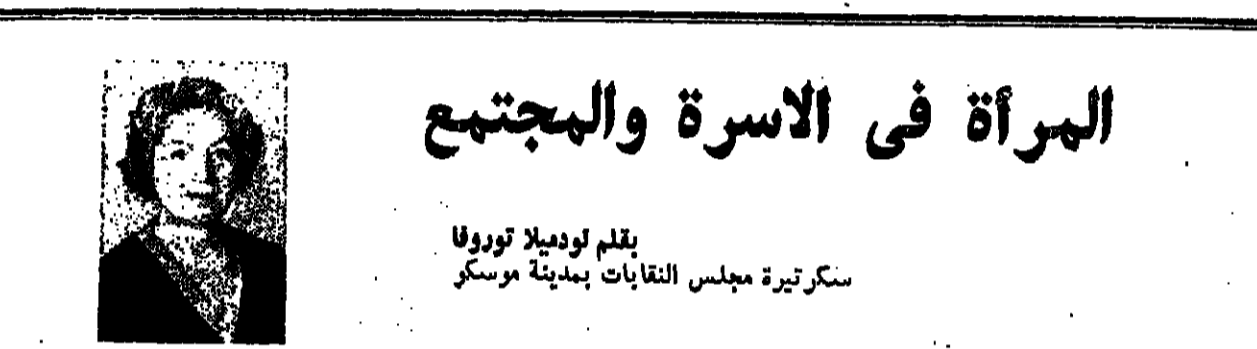 المرأة فى الاسرة والمجتمع
بقلم لودميلا توروفا
سكرتيرة مجلس النقابات بمدينة موسكو